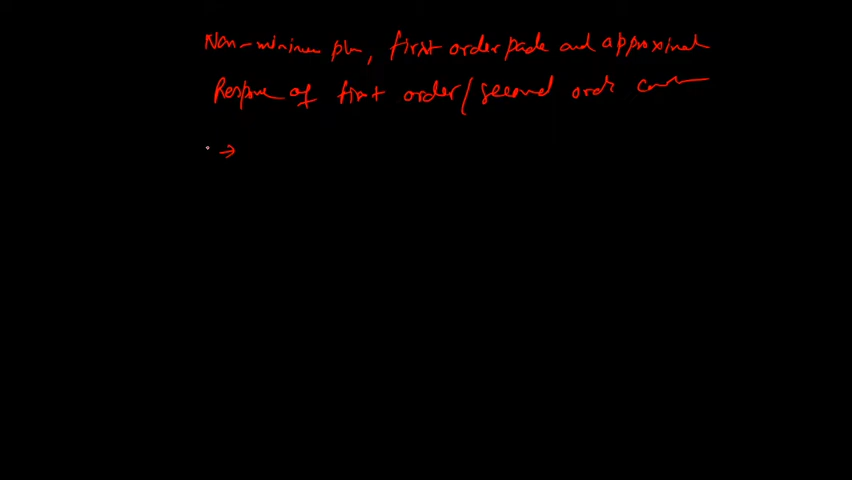 Non-minimum ph, first order pade and approximat
Response of first order/second order
→